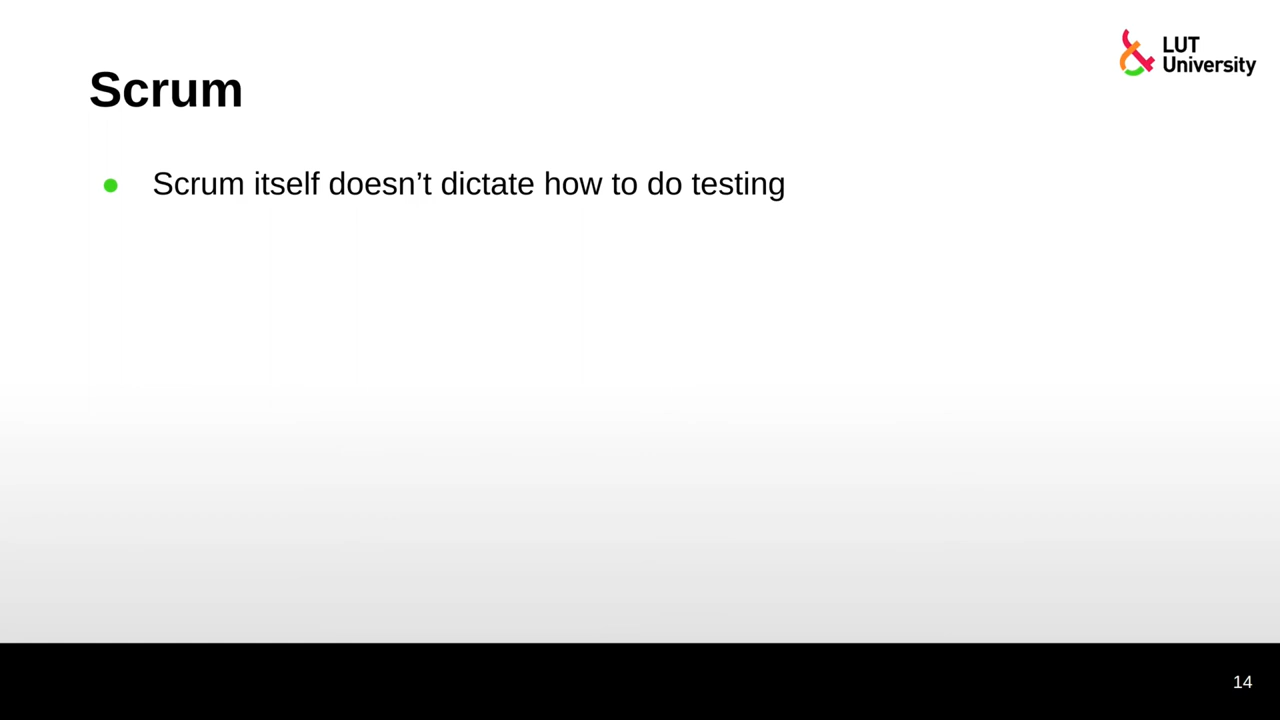 LUT
University
Scrum
Scrum itself doesn’t dictate how to do testing
14